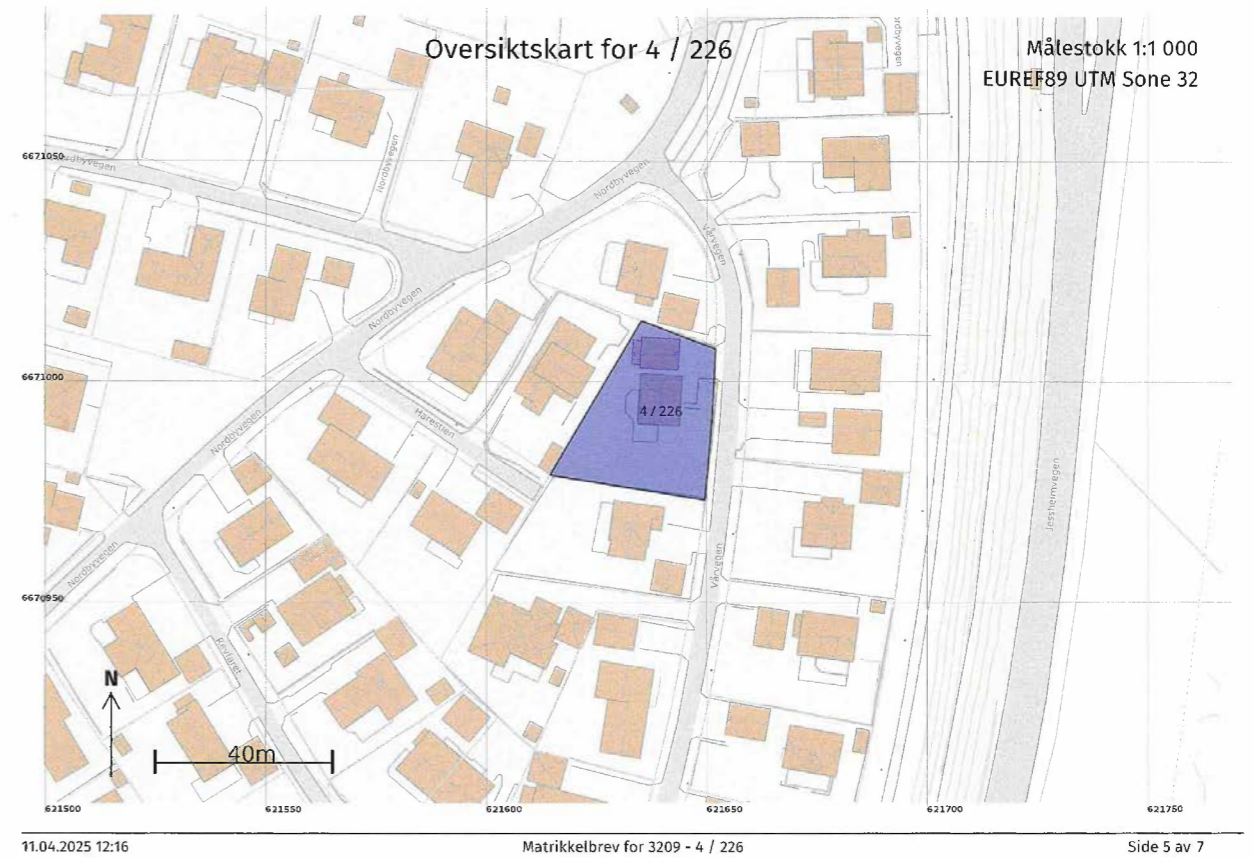 Oversiktskart for 4 / 226
Målestokk 1:1 000
EUREF89 UTM Sone 32
6671050
Nordbyvegen
Nordbyvegen
Nordbyvegen
Vårvegen
Nordbyvegen
6671000
4 / 226
Nordbyvegen
Harestien
Jessheimvegen
Nordbyvegen
Vårvegen
6670950
Revfaret
N
40m
621500
621550
621600
621650
621700
621750
11.04.2025 12:16
Matrikkelbrev for 3209 - 4 / 226
Side 5 av 7